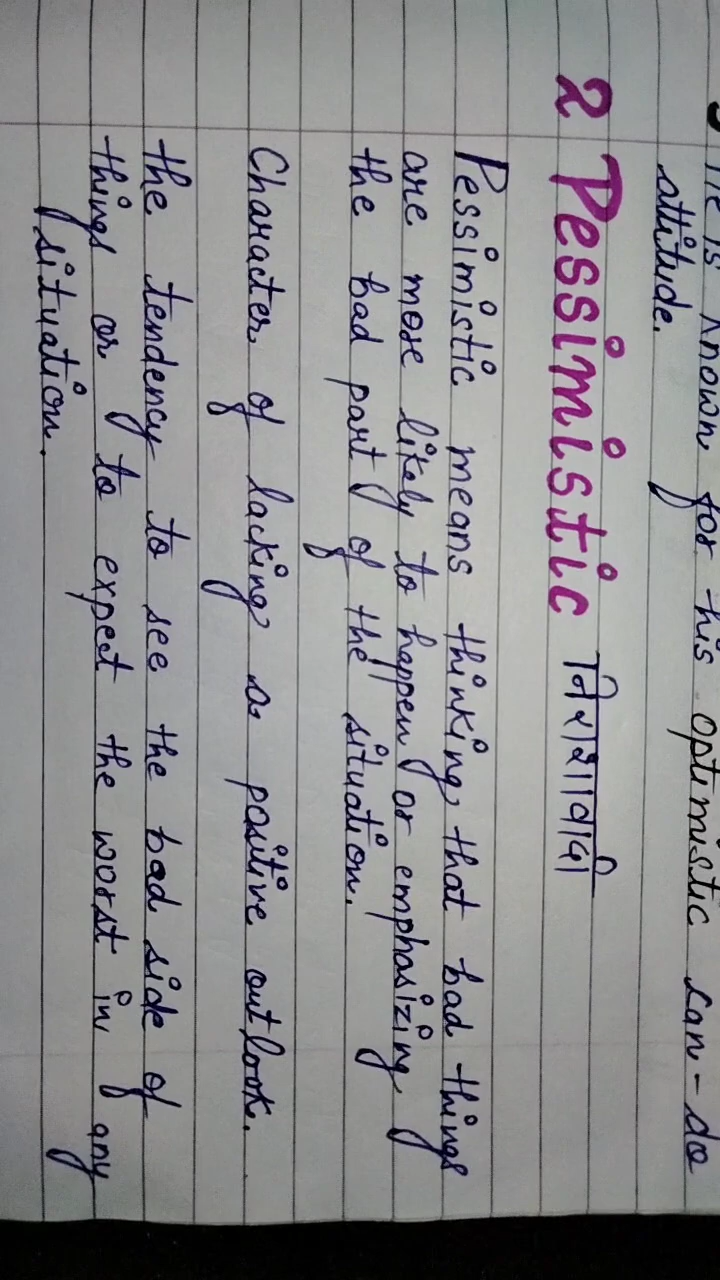 He is known for his optimistic can-do
attitude.
2 Pessimistic निराशावादी
Pessimistic means thinking that bad things
are more likely to happen or emphasizing
the bad part of the situation.
Character of lacking a positive outlook.
the tendency to see the bad side of
things or to expect the worst in any
situation.